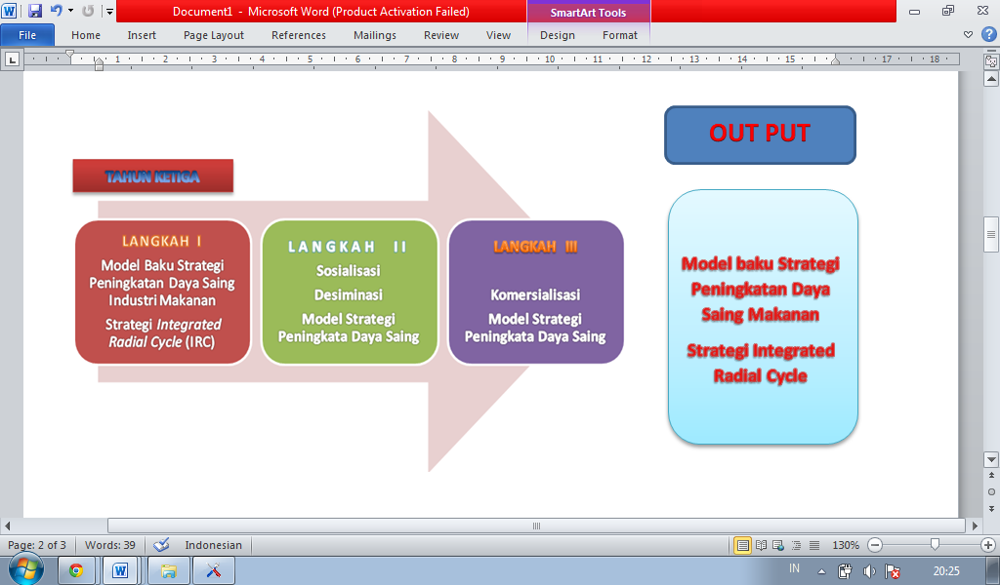 Document1 - Microsoft Word (Product Activation Failed)
SmartArt Tools
File Home Insert Page Layout References Mailings Review View Design Format
1 2 3 4 5 6 7 8 9 10 11 12 13 14 15 17 18
TAHUN KETIGA
LANGKAH I
Model Baku Strategi
Peningkatan Daya Saing
Industri Makanan
Strategi Integrated
Radial Cycle (IRC)
LANGKAH II
Sosialisasi
Desiminasi
Model Strategi
Peningkata Daya Saing
LANGKAH III
Komersialisasi
Model Strategi
Peningkata Daya Saing
OUT PUT
Model baku Strategi
Peningkatan Daya
Saing Makanan
Strategi Integrated
Radial Cycle
Page: 2 of 3 Words: 39 Indonesian 130%
IN 20:25